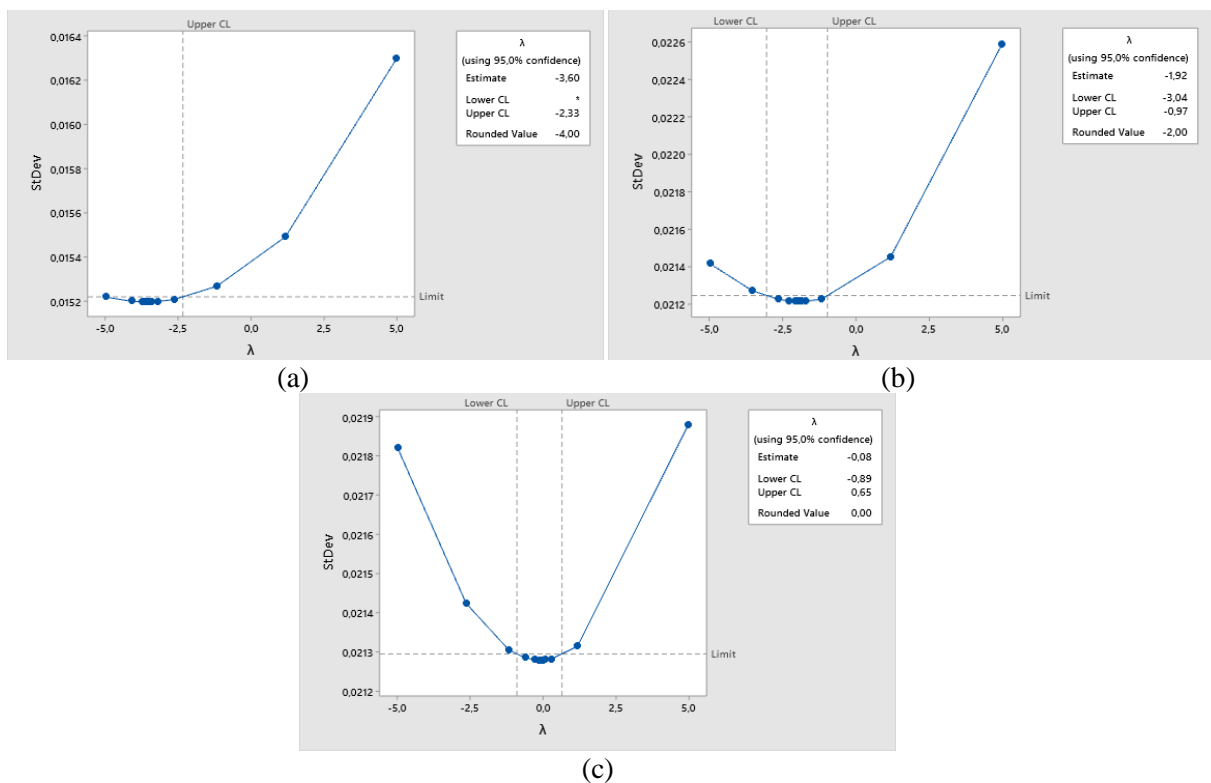 Upper CL
0,0164
0,0162
0,0160
0,0158
0,0156
0,0154
0,0152
StDev
Limit
-5,0 -2,5 0,0 2,5 5,0
λ
λ
(using 95,0% confidence)
Estimate -3,60
Lower CL *
Upper CL -2,33
Rounded Value -4,00
(a)
Lower CL Upper CL
0,0226
0,0224
0,0222
0,0220
0,0218
0,0216
0,0214
0,0212
StDev
Limit
-5,0 -2,5 0,0 2,5 5,0
λ
λ
(using 95,0% confidence)
Estimate -1,92
Lower CL -3,04
Upper CL -0,97
Rounded Value -2,00
(b)
Lower CL Upper CL
0,0219
0,0218
0,0217
0,0216
0,0215
0,0214
0,0213
0,0212
StDev
Limit
-5,0 -2,5 0,0 2,5 5,0
λ
λ
(using 95,0% confidence)
Estimate -0,08
Lower CL -0,89
Upper CL 0,65
Rounded Value 0,00
(c)